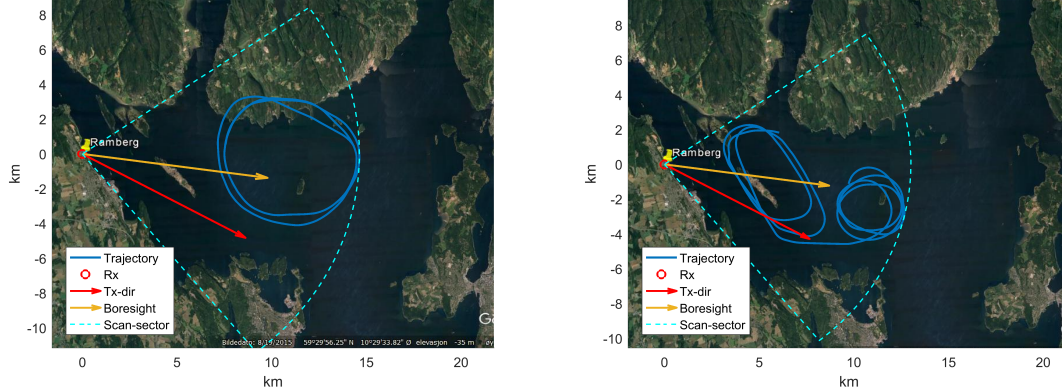 8
6
4
2
0
-2
-4
-6
-8
-10
km
Ramberg
Trajectory
Rx
Tx-dir
Boresight
Scan-sector
Bildedato: 8/19/2015 59°29'56.25" N 10°29'33.82" Ø elevasjon -35 m øy
0
5
10
15
20
km
8
6
4
2
0
-2
-4
-6
-8
-10
km
Ramberg
Trajectory
Rx
Tx-dir
Boresight
Scan-sector
0
5
10
15
20
km